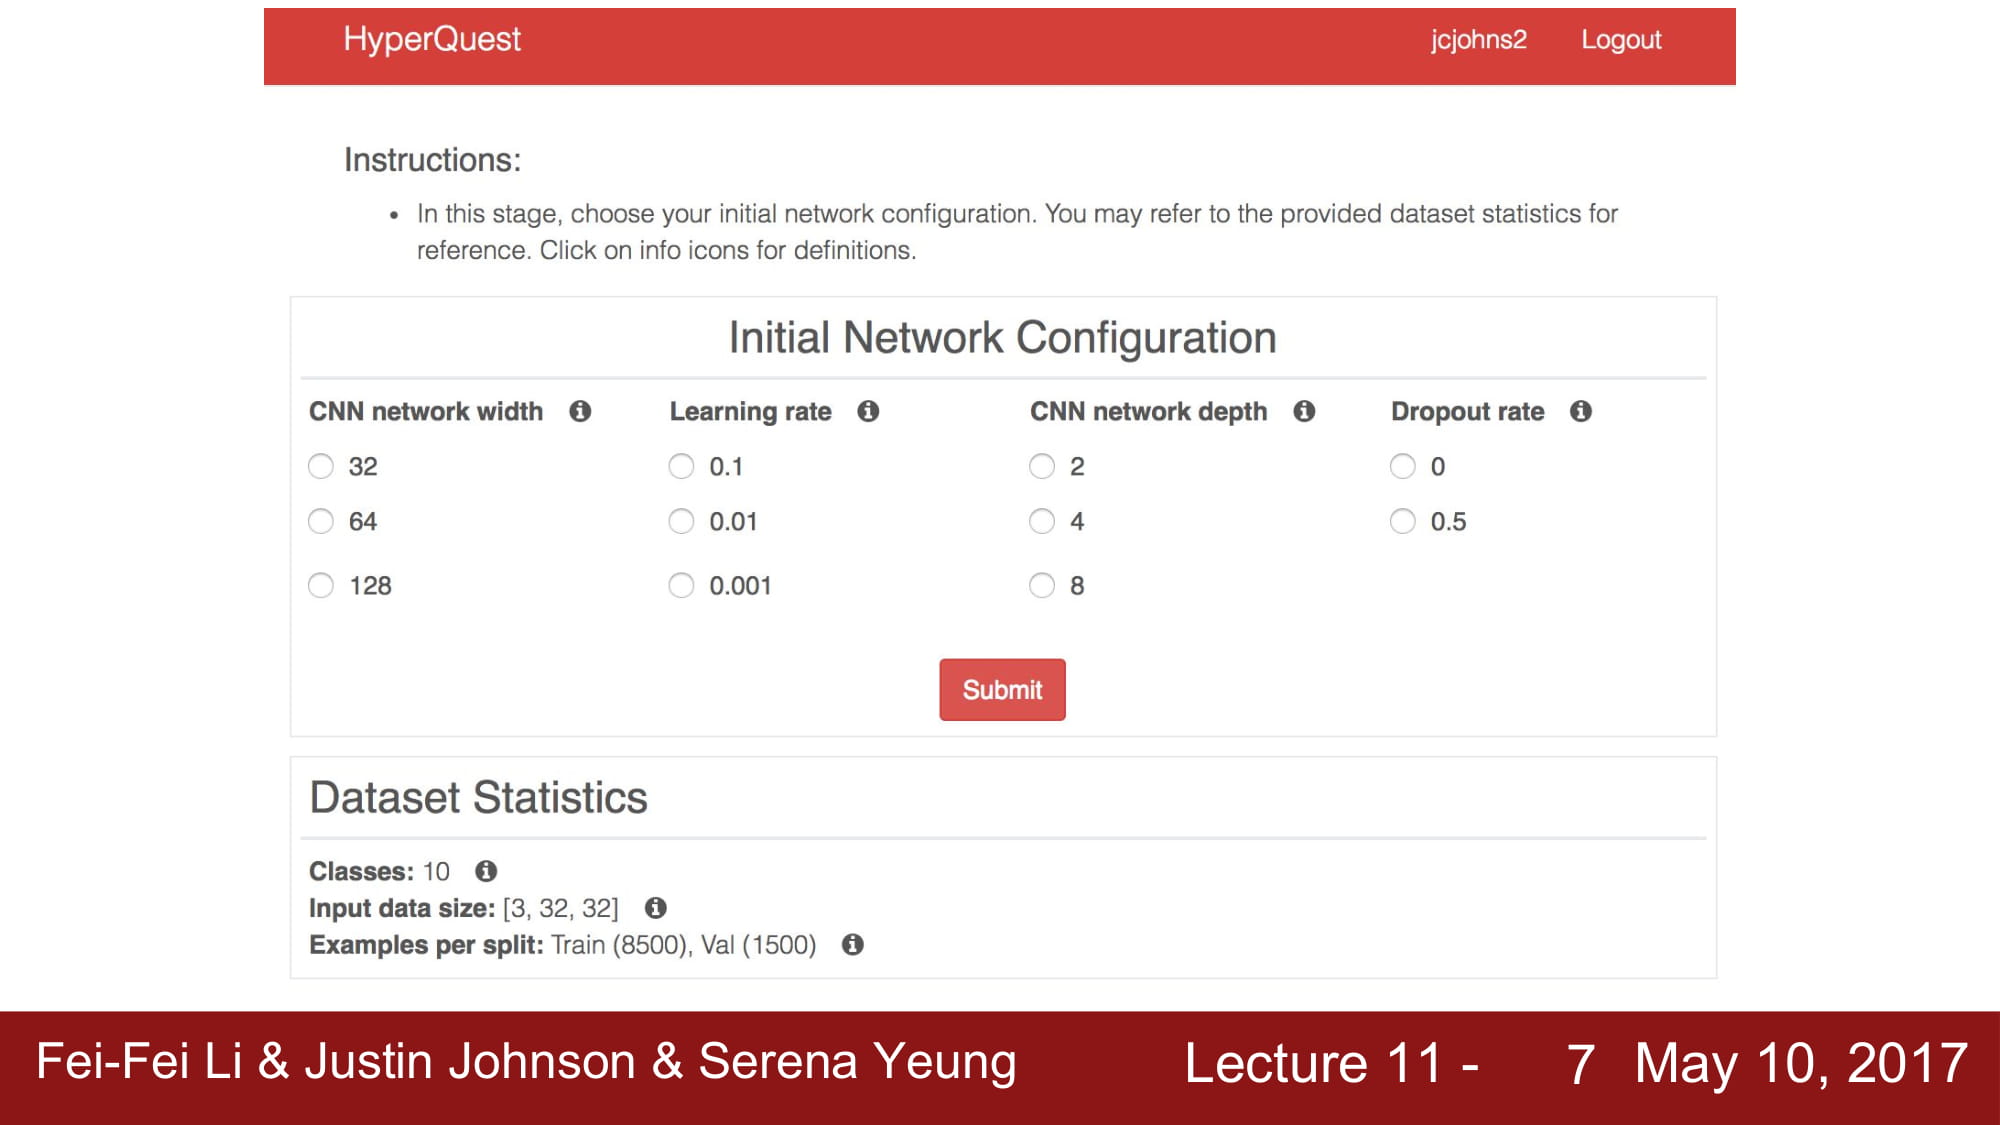 HyperQuest jcjohns2 Logout
Instructions:
• In this stage, choose your initial network configuration. You may refer to the provided dataset statistics for
reference. Click on info icons for definitions.
Initial Network Configuration
CNN network width Learning rate CNN network depth Dropout rate
32 0.1 2 0
64 0.01 4 0.5
128 0.001 8
Submit
Dataset Statistics
Classes: 10
Input data size: [3, 32, 32]
Examples per split: Train (8500), Val (1500)
Fei-Fei Li & Justin Johnson & Serena Yeung Lecture 11 - 7 May 10, 2017